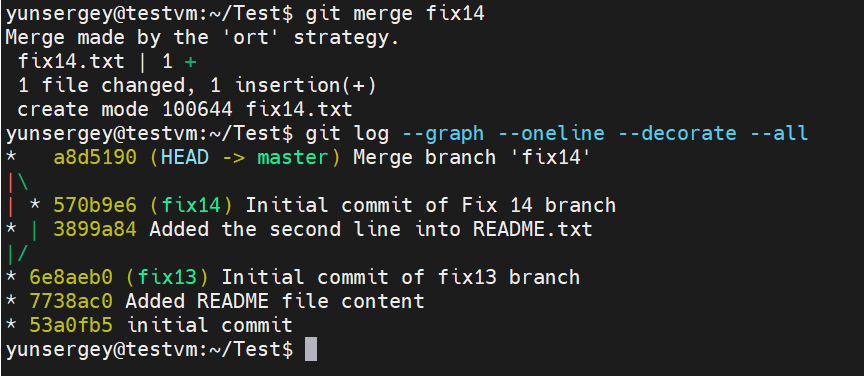 yunsergey@testvm:~/Test$ git merge fix14
Merge made by the 'ort' strategy.
 fix14.txt | 1 +
 1 file changed, 1 insertion(+)
 create mode 100644 fix14.txt
yunsergey@testvm:~/Test$ git log --graph --oneline --decorate --all
*   a8d5190 (HEAD -> master) Merge branch 'fix14'
|\
| * 570b9e6 (fix14) Initial commit of Fix 14 branch
* | 3899a84 Added the second line into README.txt
|/
* 6e8aeb0 (fix13) Initial commit of fix13 branch
* 7738ac0 Added README file content
* 53a0fb5 initial commit
yunsergey@testvm:~/Test$